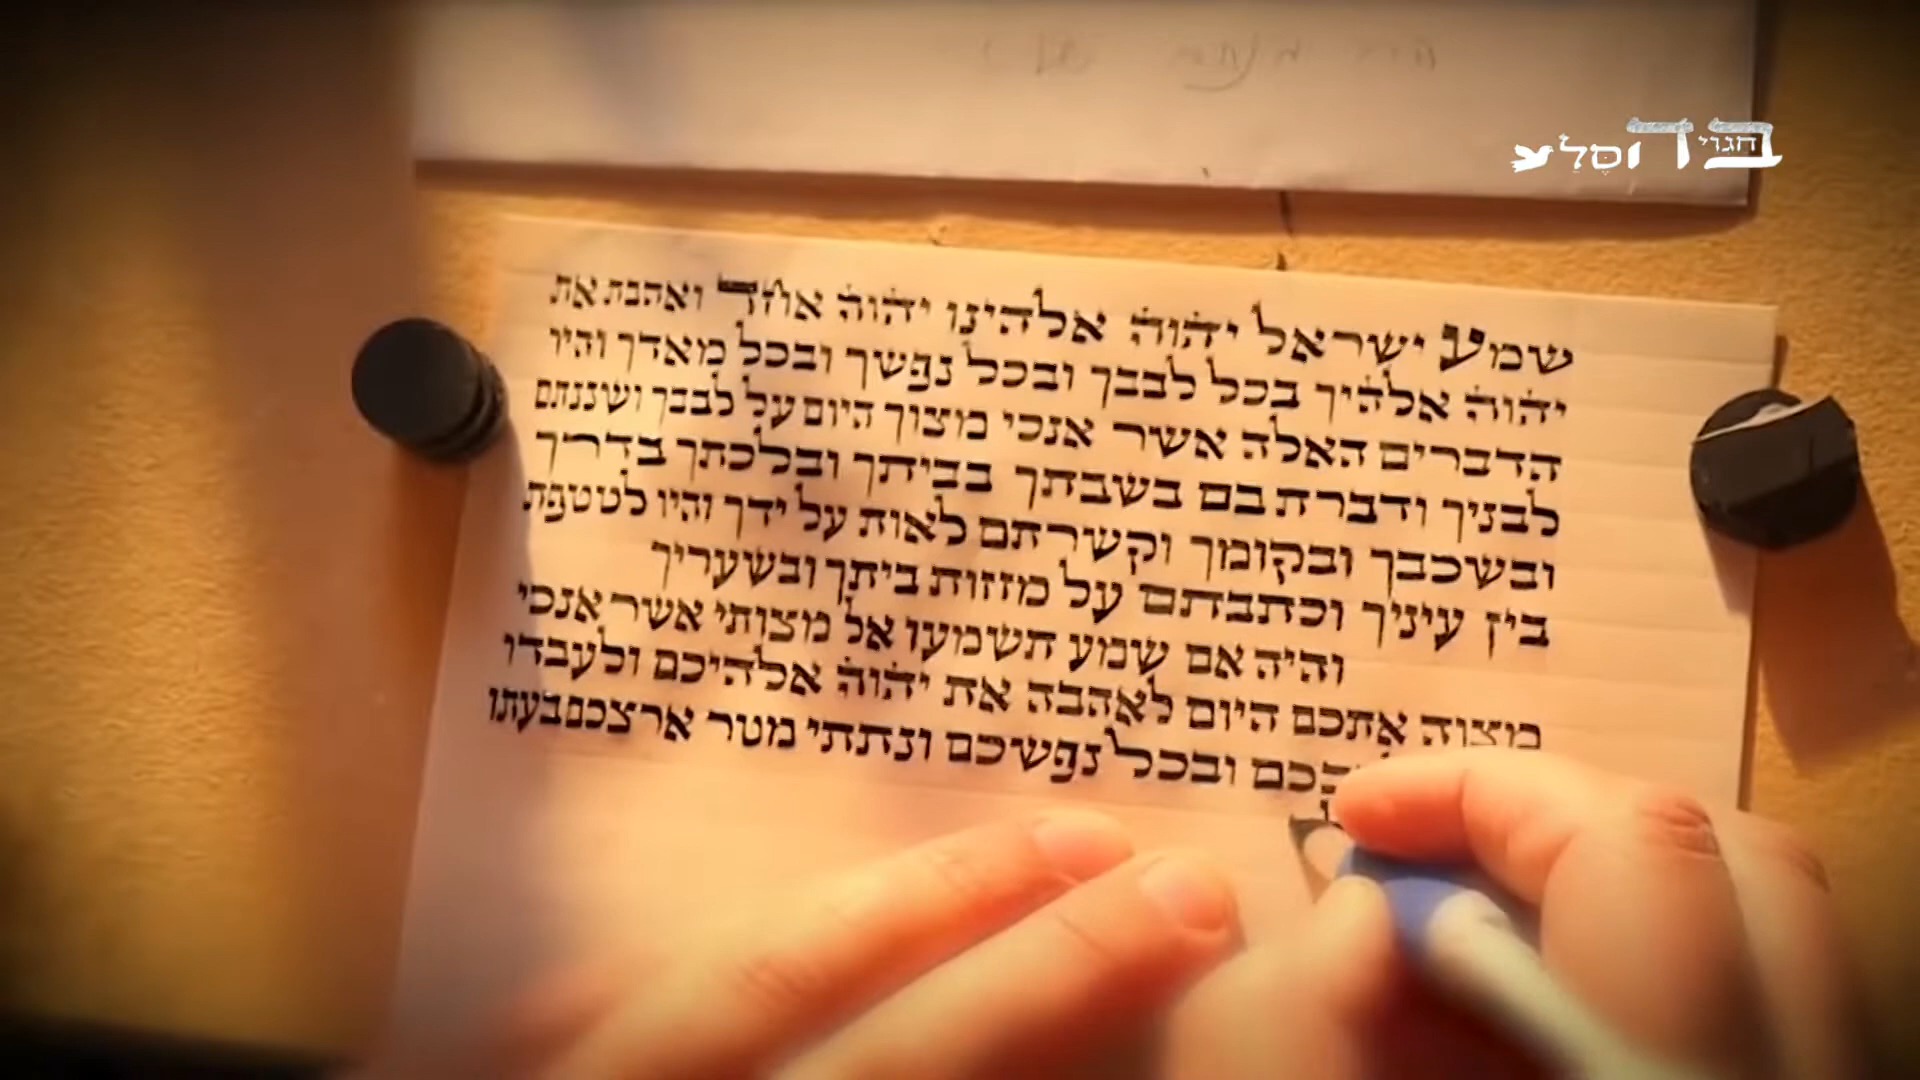 בחגוי הסֶלַע
שמע ישראל יהוה אלהינו יהוה אחד ואהבת את
יהוה אלהיך בכל לבבך ובכל נפשך ובכל מאדך והיו
הדברים האלה אשר אנכי מצוך היום על לבבך ושננתם
לבניך ודברת בם בשבתך בביתך ובלכתך בדרך
ובשכבך ובקומך וקשרתם לאות על ידך והיו לטטפת
בין עיניך וכתבתם על מזזות ביתך ובשעריך
והיה אם שמע תשמעו אל מצותי אשר אנכי
מצוה אתכם היום לאהבה את יהוה אלהיכם ולעבדו
ובכל נפשכם ונתתי מטר ארצכם בעתו